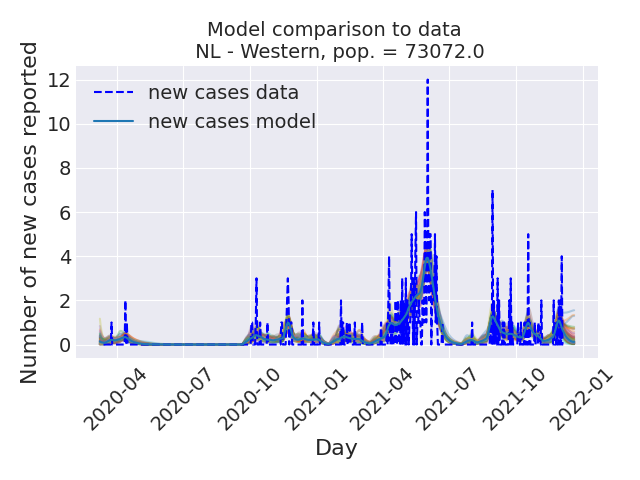 Model comparison to data
NL - Western, pop. = 73072.0
Number of new cases reported
12
10
8
6
4
2
0
new cases data
new cases model
2020-04
2020-07
2020-10
2021-01
2021-04
2021-07
2021-10
2022-01
Day